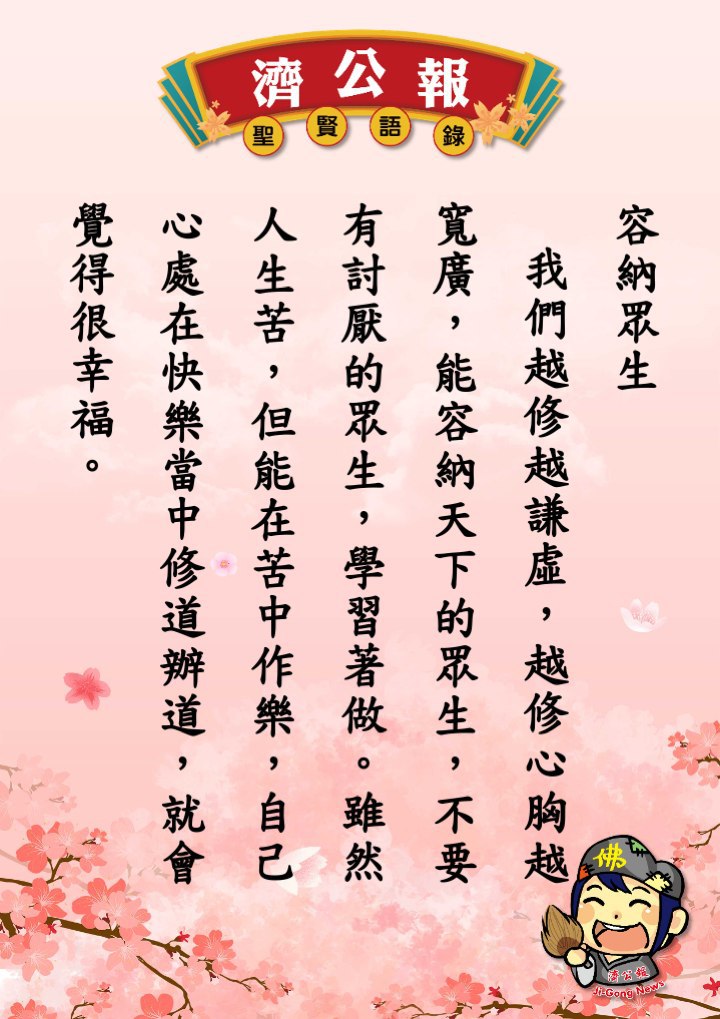 濟公報
聖賢語錄
容納眾生
我們越修越謙虛，越修心胸越
寬廣，能容納天下的眾生，不要
有討厭的眾生，學習著做。雖然
人生苦，但能在苦中作樂，自己
心處在快樂當中修道辦道，就會
覺得很幸福。
佛
濟公報
Ji-Gong News